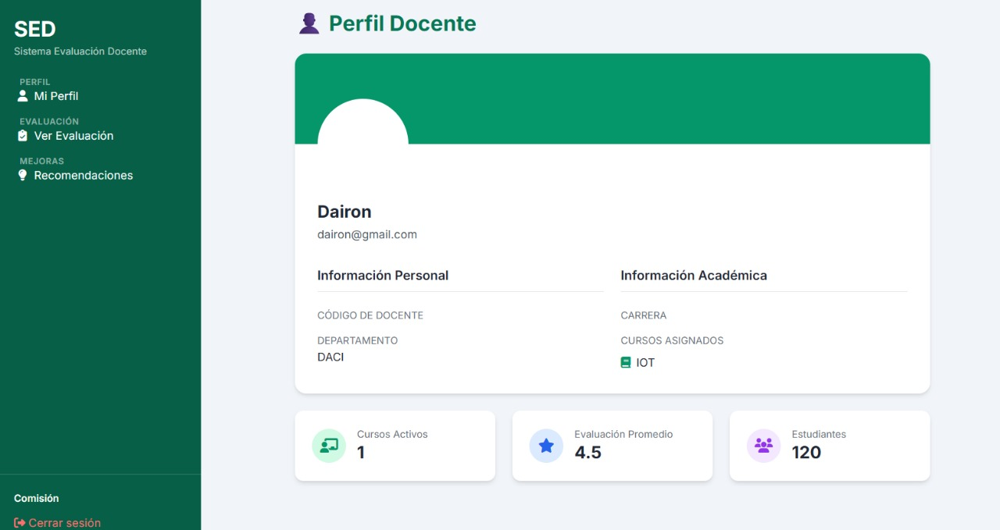 SED
Sistema Evaluación Docente
PERFIL
Mi Perfil
EVALUACIÓN
Ver Evaluación
MEJORAS
Recomendaciones
Comisión
Cerrar sesión
Perfil Docente
Dairon
dairon@gmail.com
Información Personal
CÓDIGO DE DOCENTE
DEPARTAMENTO
DACI
Información Académica
CARRERA
CURSOS ASIGNADOS
IOT
Cursos Activos
1
Evaluación Promedio
4.5
Estudiantes
120